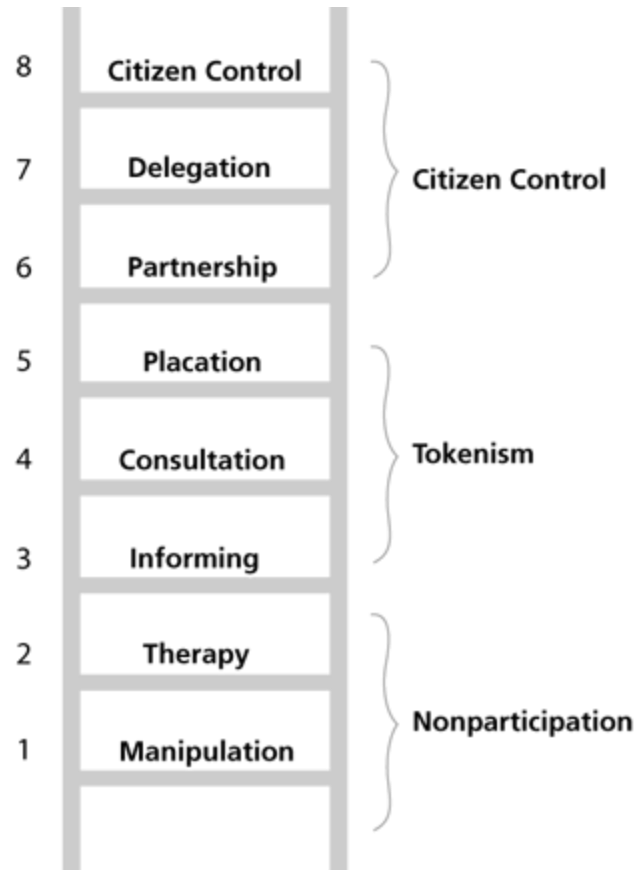 8 Citizen Control
7 Delegation
Citizen Control
6 Partnership
5 Placation
4 Consultation
Tokenism
3 Informing
2 Therapy
Nonparticipation
1 Manipulation